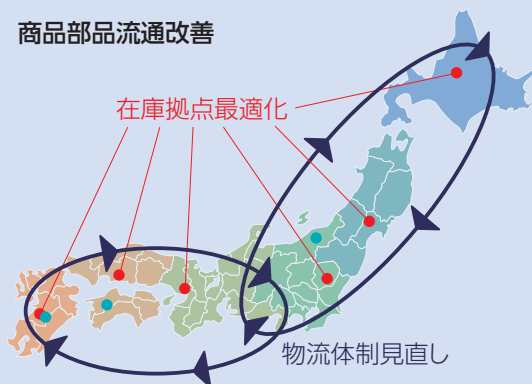 商品部品流通改善
在庫拠点最適化
物流体制見直し